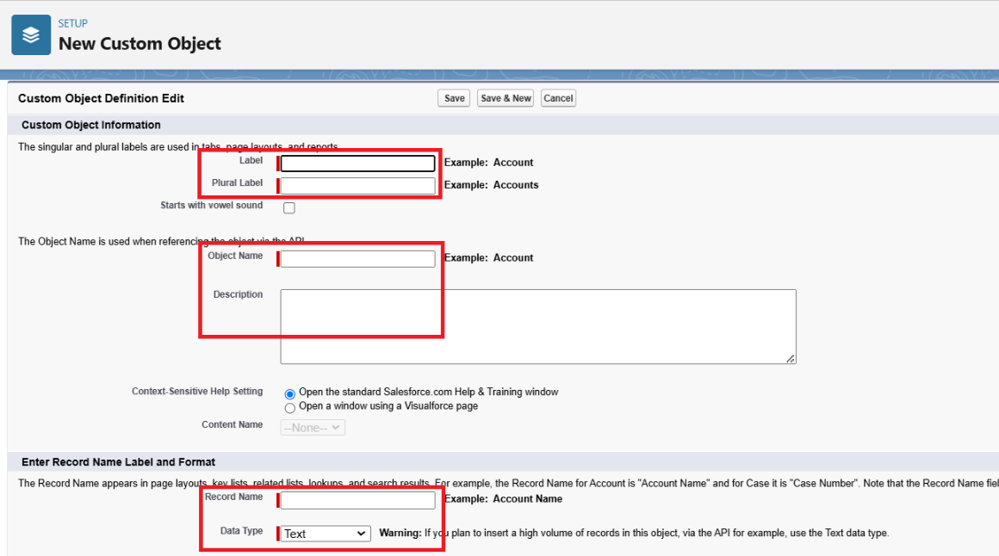 SETUP
New Custom Object
Custom Object Definition Edit Save Save & New Cancel
Custom Object Information
The singular and plural labels are used in tabs, page layouts, and reports.
Label Example: Account
Plural Label Example: Accounts
Starts with vowel sound
The Object Name is used when referencing the object via the API.
Object Name Example: Account
Description
Context-Sensitive Help Setting Open the standard Salesforce.com Help & Training window
Open a window using a Visualforce page
Content Name --None--
Enter Record Name Label and Format
The Record Name appears in page layouts, key lists, related lists, lookups, and search results. For example, the Record Name for Account is "Account Name" and for Case it is "Case Number". Note that the Record Name fiel
Record Name Example: Account Name
Data Type Text Warning: If you plan to insert a high volume of records in this object, via the API for example, use the Text data type.